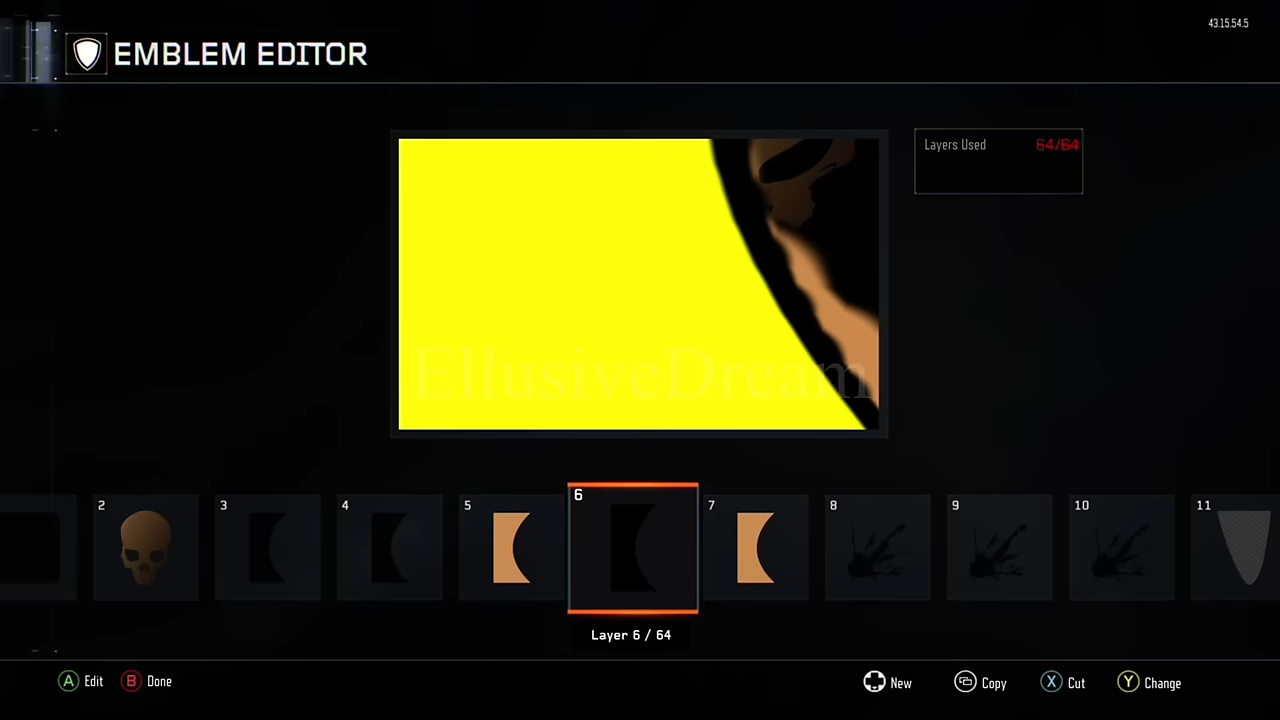 43.15.54.5
EMBLEM EDITOR
Layers Used 64/64
EllusiveDream
2 3 4 5 6 7 8 9 10 11
Layer 6 / 64
A Edit B Done New Copy X Cut Y Change